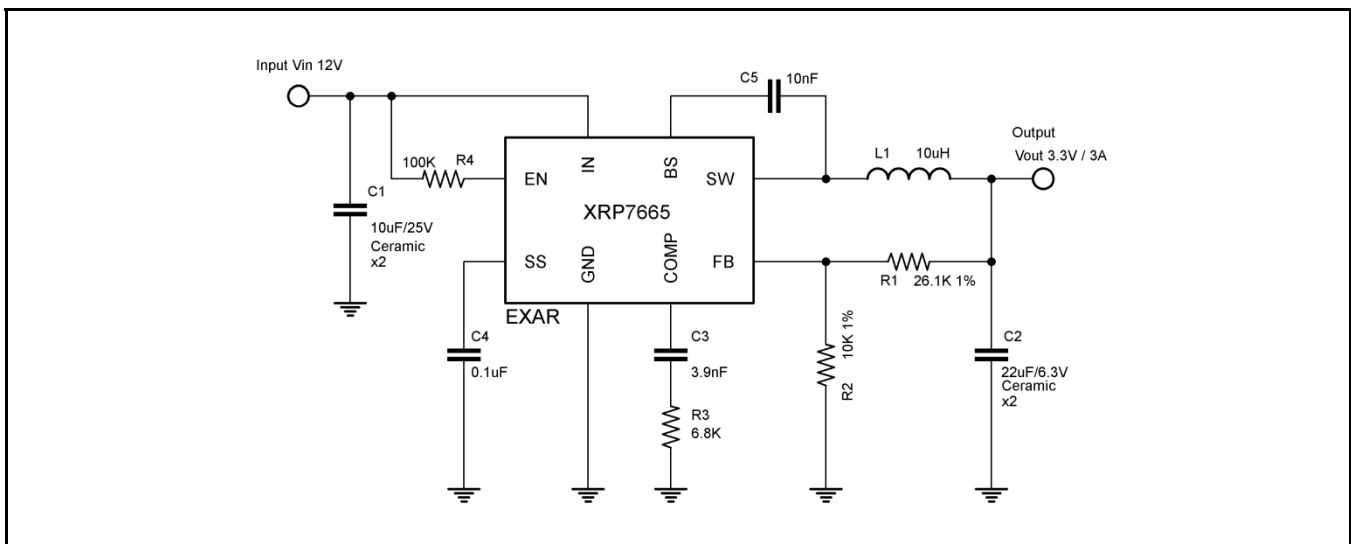 Input Vin 12V
C5 10nF
Output
Vout 3.3V / 3A
L1 10uH
100K R4
EN
IN
BS
SW
C1
10uF/25V
Ceramic
x2
XRP7665
SS
GND
COMP
FB
R1 26.1K 1%
EXAR
C4
0.1uF
C3
3.9nF
R2 10K 1%
C2
22uF/6.3V
Ceramic
x2
R3
6.8K